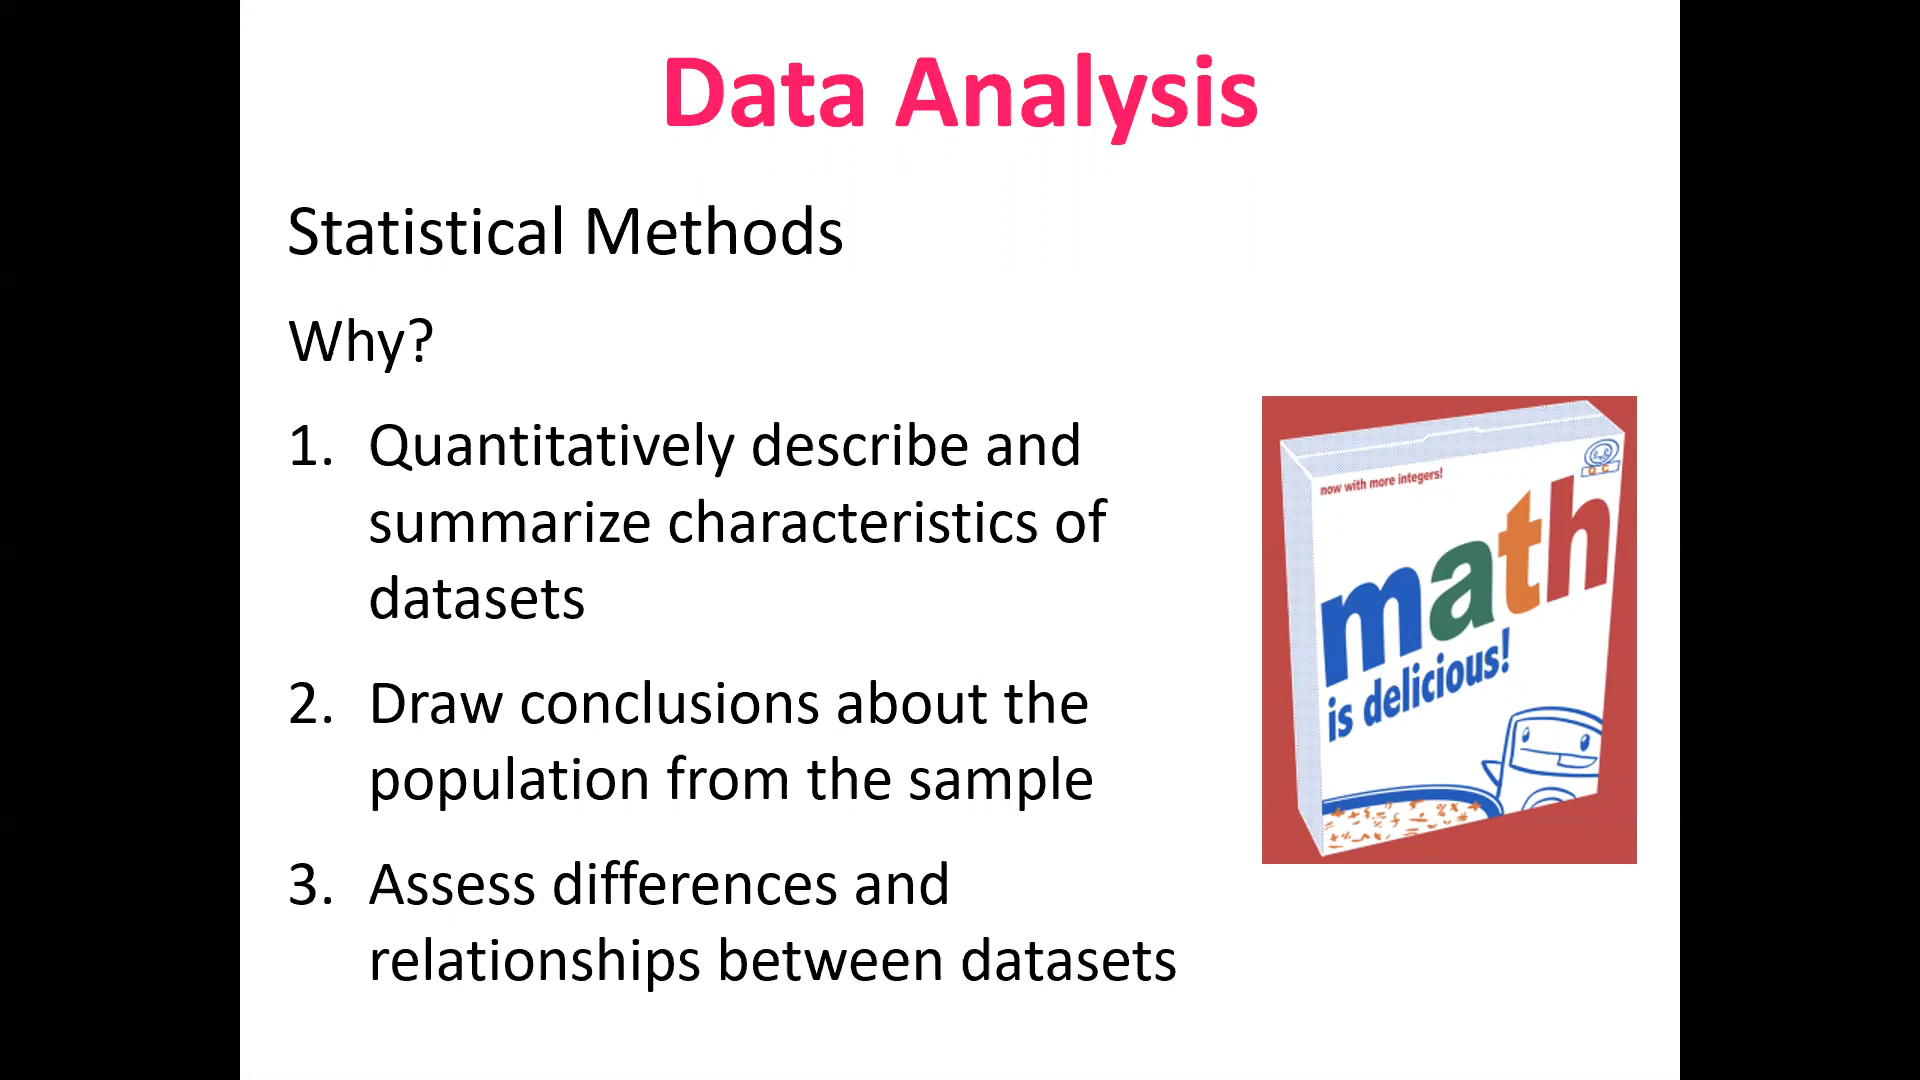 Data Analysis
Statistical Methods
Why?
1. Quantitatively describe and
summarize characteristics of
datasets
2. Draw conclusions about the
population from the sample
3. Assess differences and
relationships between datasets
now with more integers!
QC
math
is delicious!